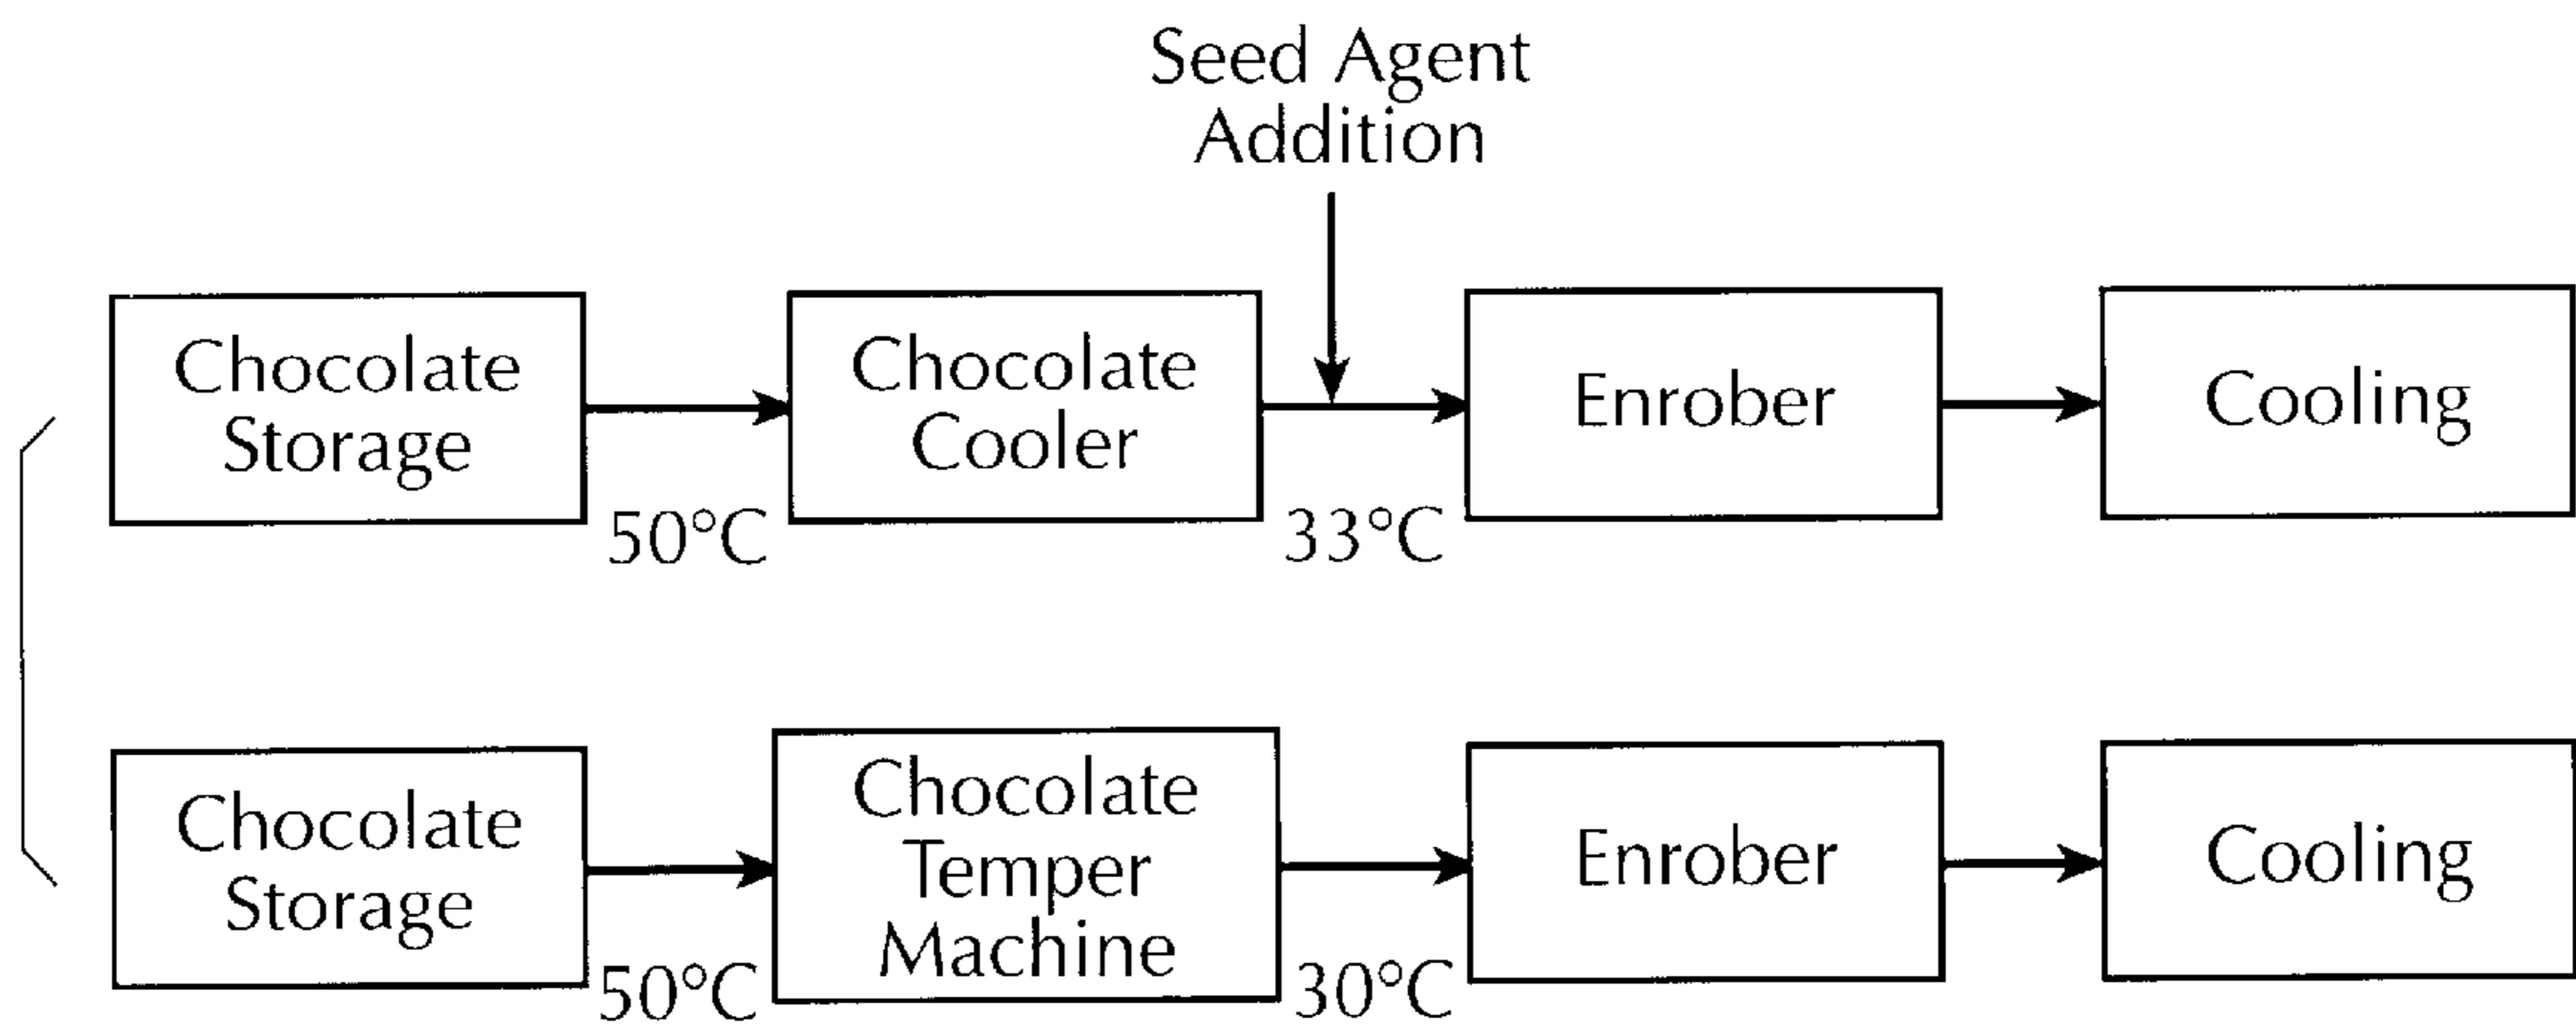 Seed Agent
Addition
Chocolate
Storage
50°C
Chocolate
Cooler
33°C
Enrober
Cooling
Chocolate
Storage
50°C
Chocolate
Temper
Machine
30°C
Enrober
Cooling